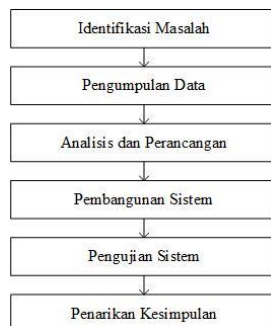 Identifikasi Masalah
Pengumpulan Data
Analisis dan Perancangan
Pembangunan Sistem
Pengujian Sistem
Penarikan Kesimpulan